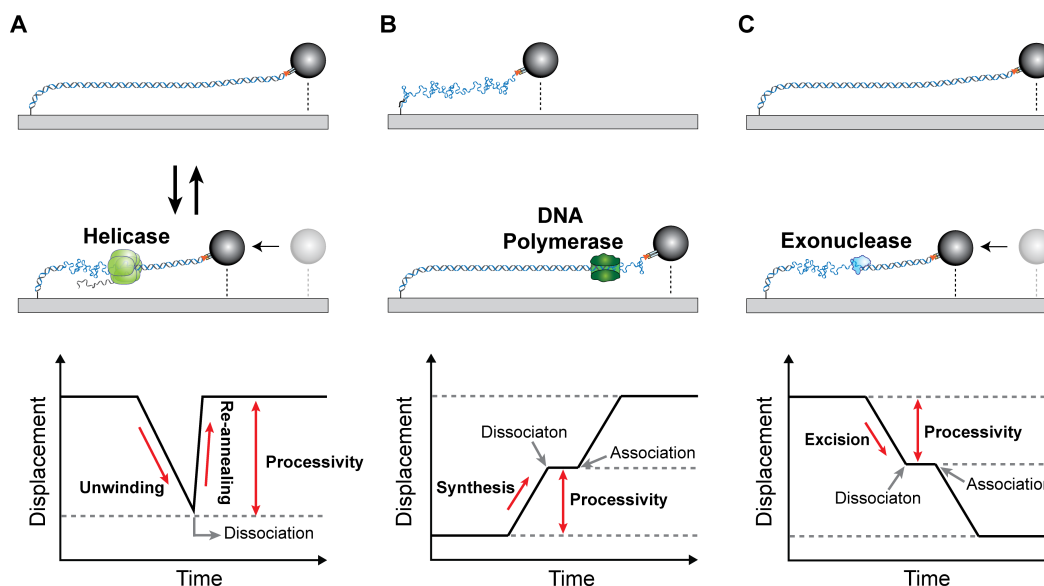 A
B
C
Helicase
DNA
Polymerase
Exonuclease
Displacement
Unwinding
Re-annealing
Processivity
Dissociation
Time
Displacement
Dissociaton
Association
Synthesis
Processivity
Time
Displacement
Excision
Processivity
Dissociaton
Association
Time